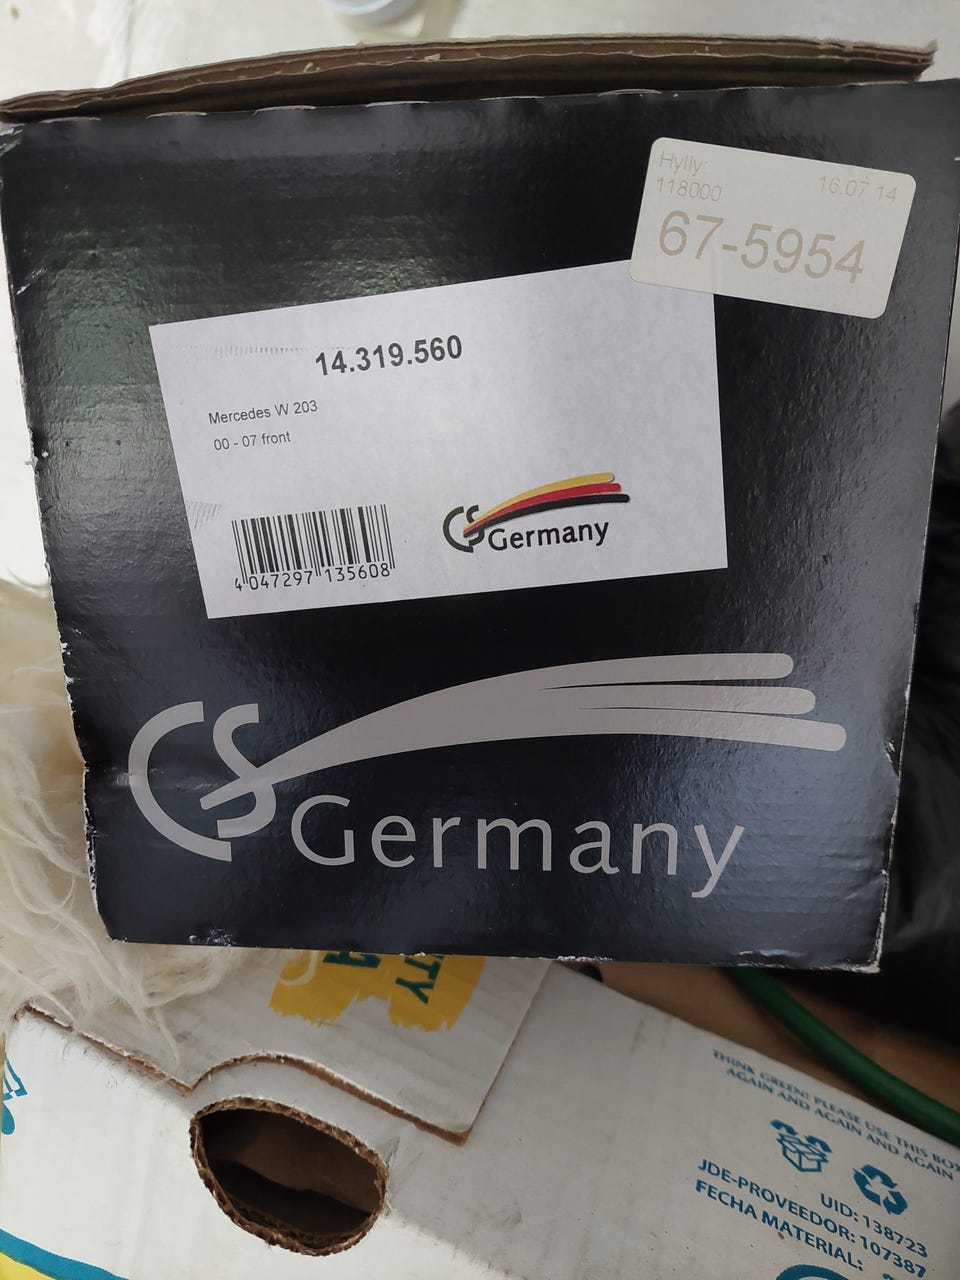 Hylly:
118000
16.07 14
67-5954
14.319.560
Mercedes W 203
00 - 07 front
4 047297 135608
CS Germany
CS Germany
THINK GREEN! PLEASE USE THIS BOX
AGAIN AND AGAIN AND AGAIN
UID: 138723
JDE-PROVEEDOR: 107387
FECHA MATERIAL: